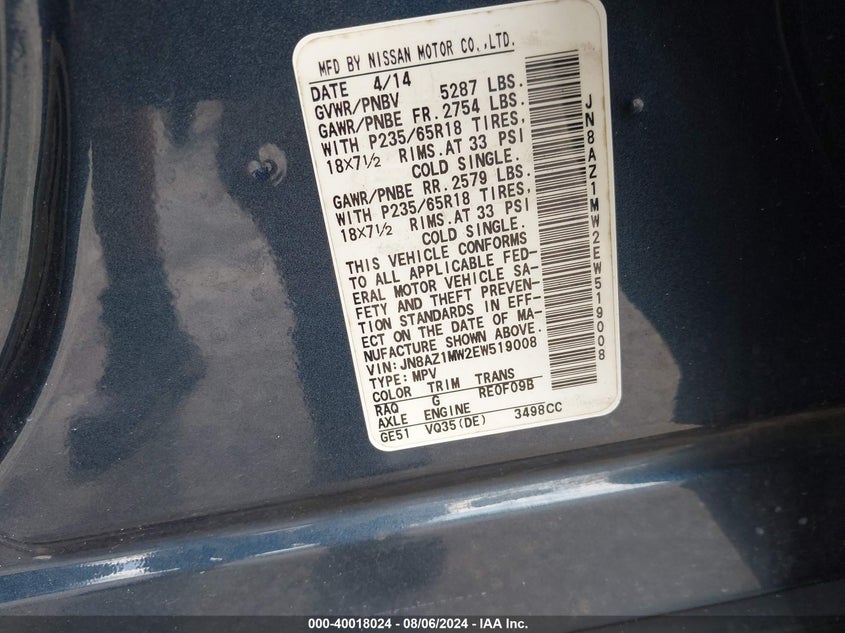 MFD BY NISSAN MOTOR CO.,LTD.
DATE 4/14
GVWR/PNBV 5287 LBS.
GAWR/PNBE FR. 2754 LBS.
WITH P235/65R18 TIRES,
18X7 1/2 RIMS. AT 33 PSI
COLD SINGLE.
GAWR/PNBE RR. 2579 LBS.
WITH P235/65R18 TIRES,
18X7 1/2 RIMS. AT 33 PSI
COLD SINGLE.
THIS VEHICLE CONFORMS
TO ALL APPLICABLE FED-
ERAL MOTOR VEHICLE SA-
FETY AND THEFT PREVEN-
TION STANDARDS IN EFF-
ECT ON THE DATE OF MA-
NUFACTURE SHOWN ABOVE.
VIN: JN8AZ1MW2EW519008
TYPE: MPV
COLOR TRIM TRANS
RAQ G RE0F09B
AXLE ENGINE
GE51 VQ35(DE) 3498CC
JN8AZ1MW2EW519008
000-40018024 - 08/06/2024 - IAA Inc.